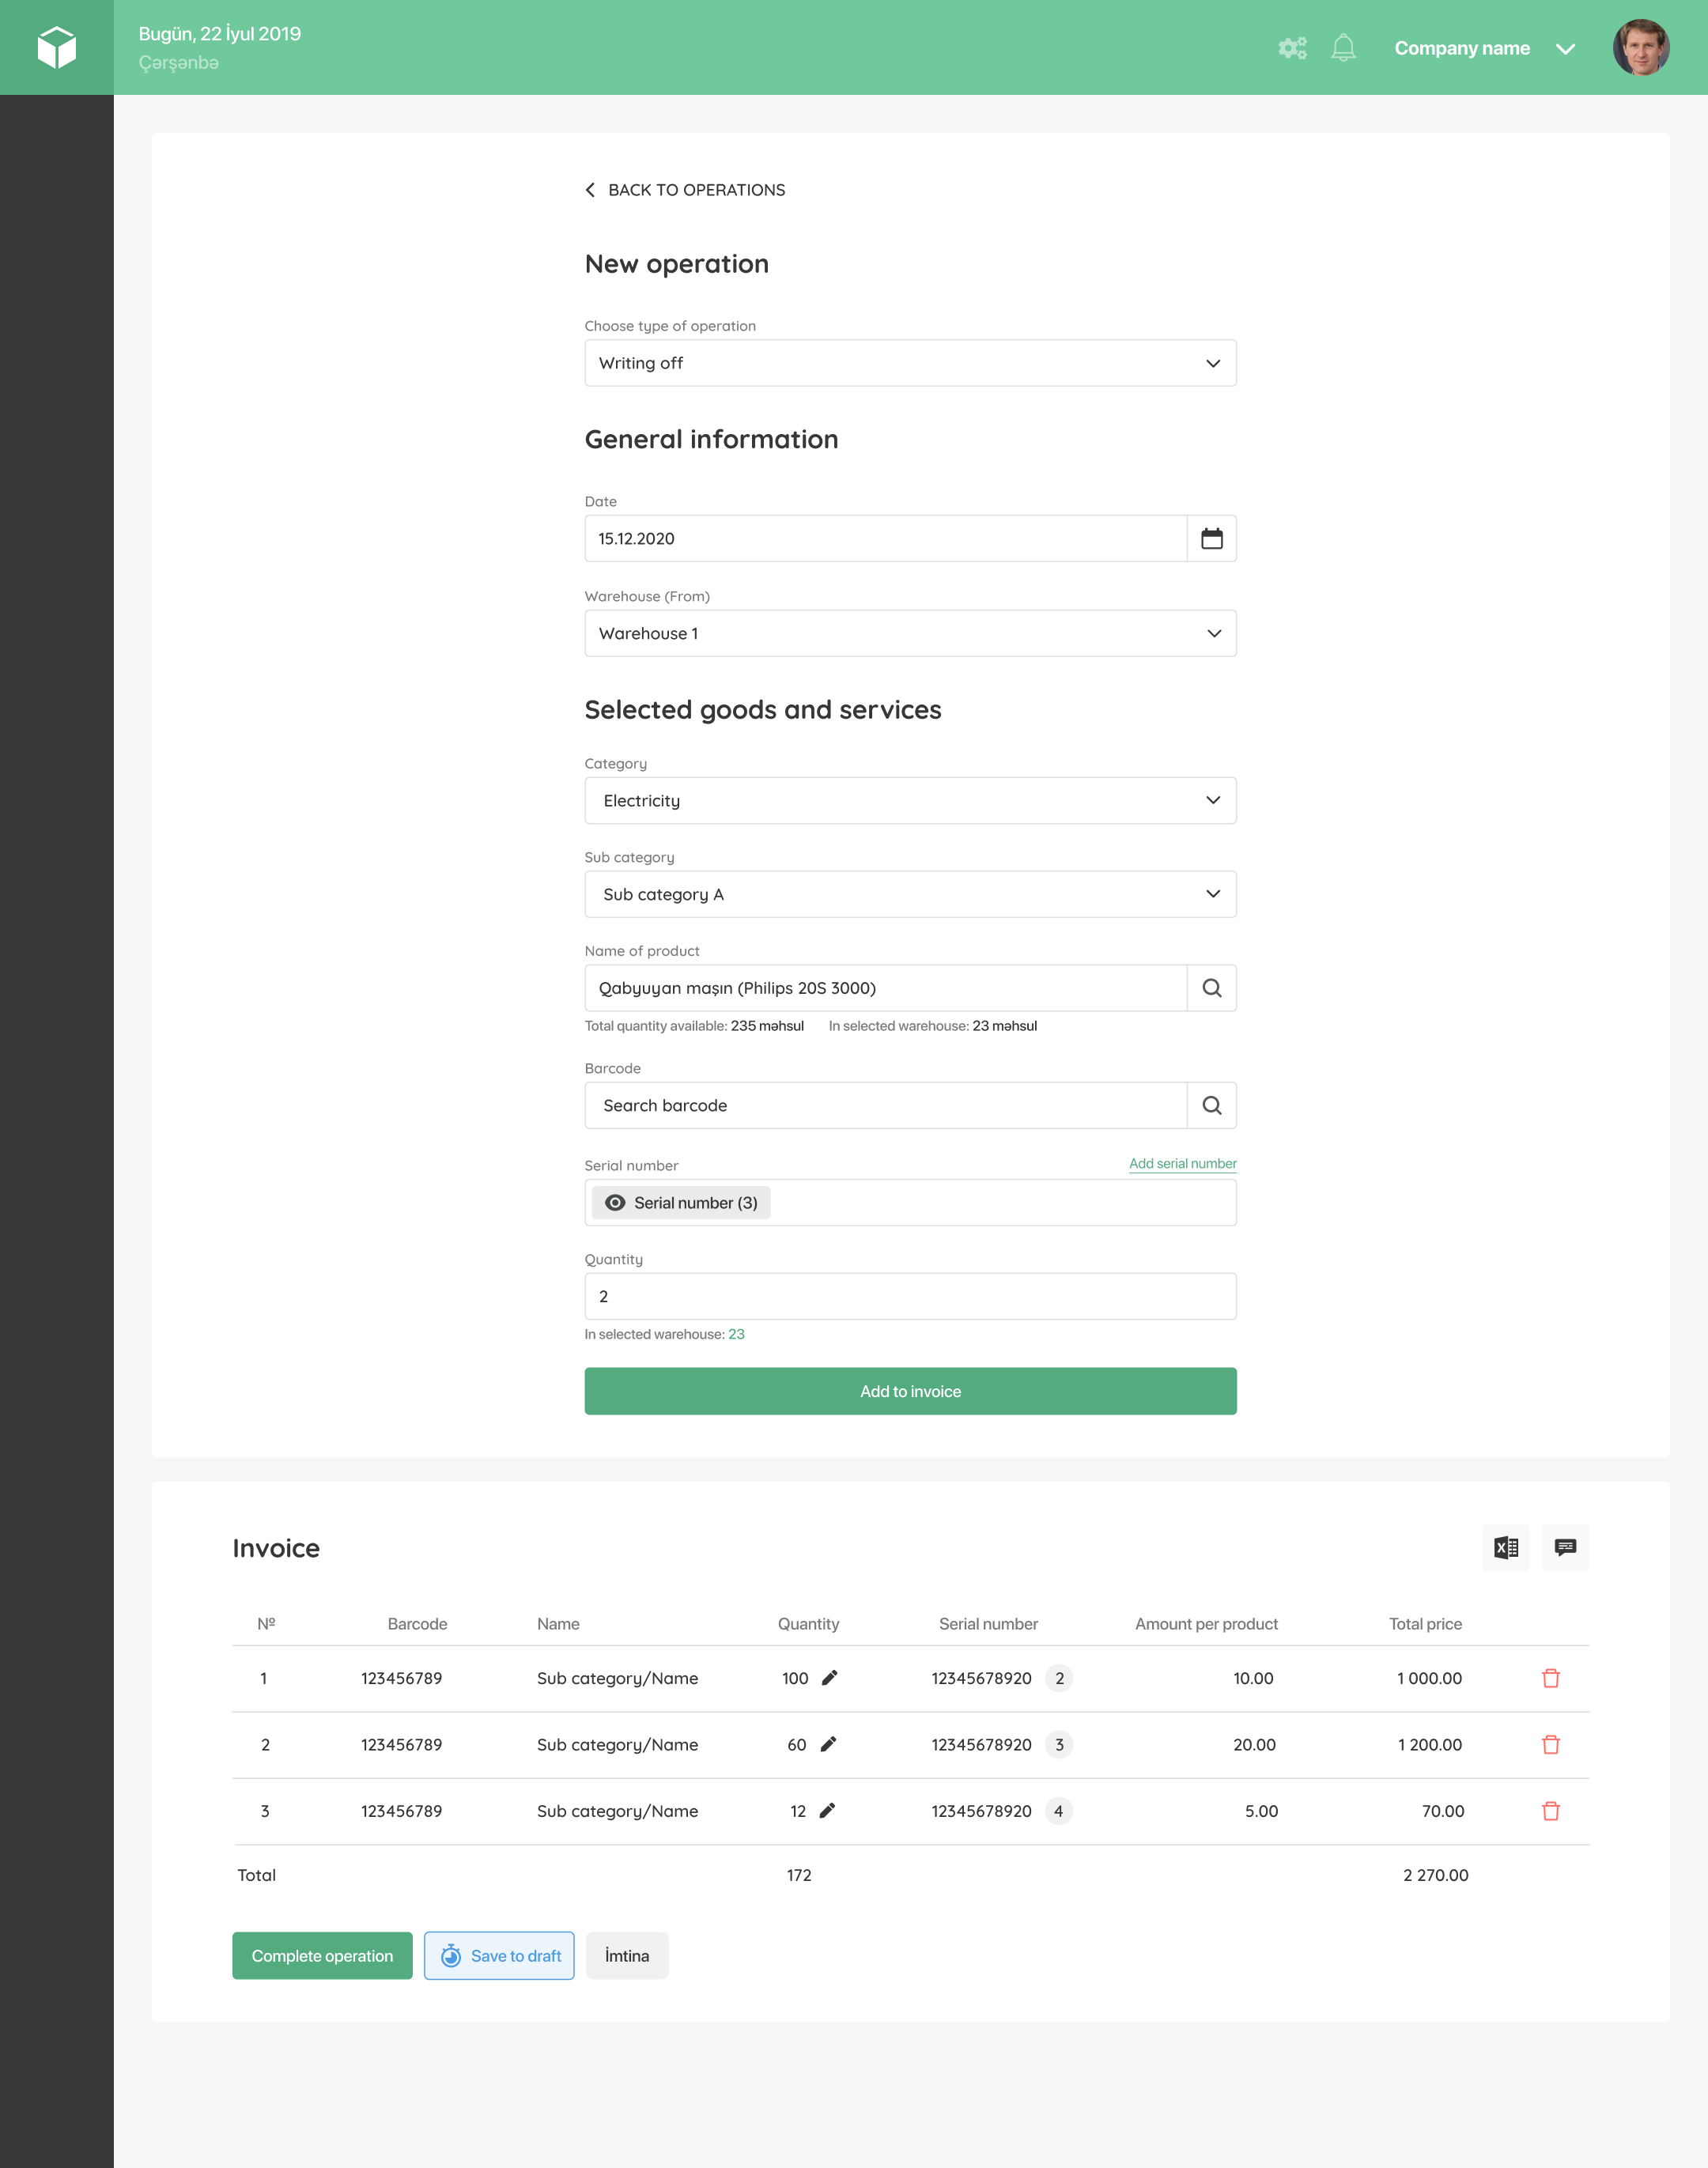 Bugün, 22 İyul 2019
Çərşənbə
Company name
BACK TO OPERATIONS
New operation
Choose type of operation
Writing off
General information
Date
15.12.2020
Warehouse (From)
Warehouse 1
Selected goods and services
Category
Electricity
Sub category
Sub category A
Name of product
Qabyuyan maşın (Philips 20S 3000)
Total quantity available: 235 məhsul In selected warehouse: 23 məhsul
Barcode
Search barcode
Serial number Add serial number
Serial number (3)
Quantity
2
In selected warehouse: 23
Add to invoice
Invoice
№ Barcode Name Quantity Serial number Amount per product Total price
1 123456789 Sub category/Name 100 12345678920 2 10.00 1 000.00
2 123456789 Sub category/Name 60 12345678920 3 20.00 1 200.00
3 123456789 Sub category/Name 12 12345678920 4 5.00 70.00
Total 172 2 270.00
Complete operation Save to draft İmtina